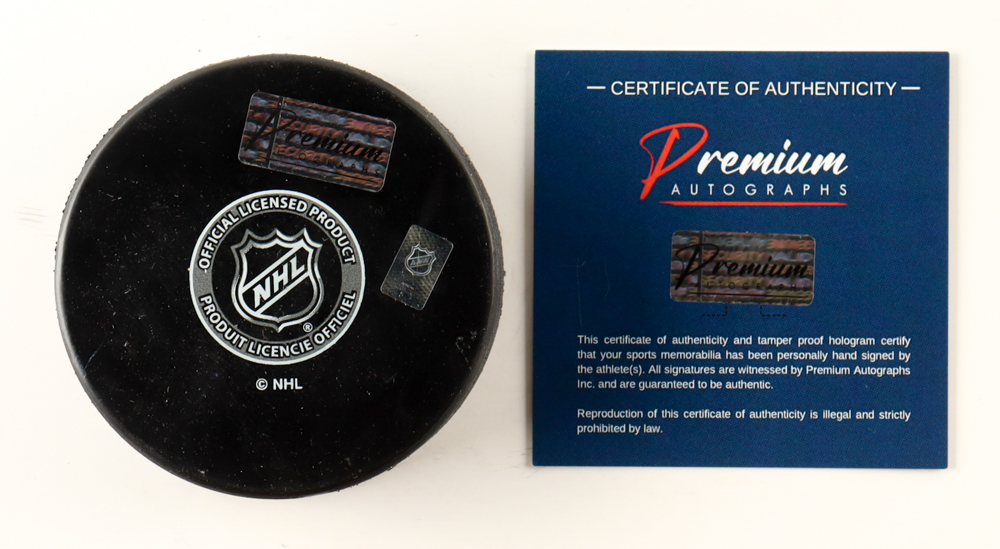 Premium
OFFICIAL LICENSED PRODUCT
NHL
NHL
®
PRODUIT LICENCIE OFFICIEL
© NHL
— CERTIFICATE OF AUTHENTICITY —
Premium
AUTOGRAPHS
Premium
AUTOGRAPHS
This certificate of authenticity and tamper proof hologram certify
that your sports memorabilia has been personally hand signed by
the athlete(s). All signatures are witnessed by Premium Autographs
Inc. and are guaranteed to be authentic.
Reproduction of this certificate of authenticity is illegal and strictly
prohibited by law.